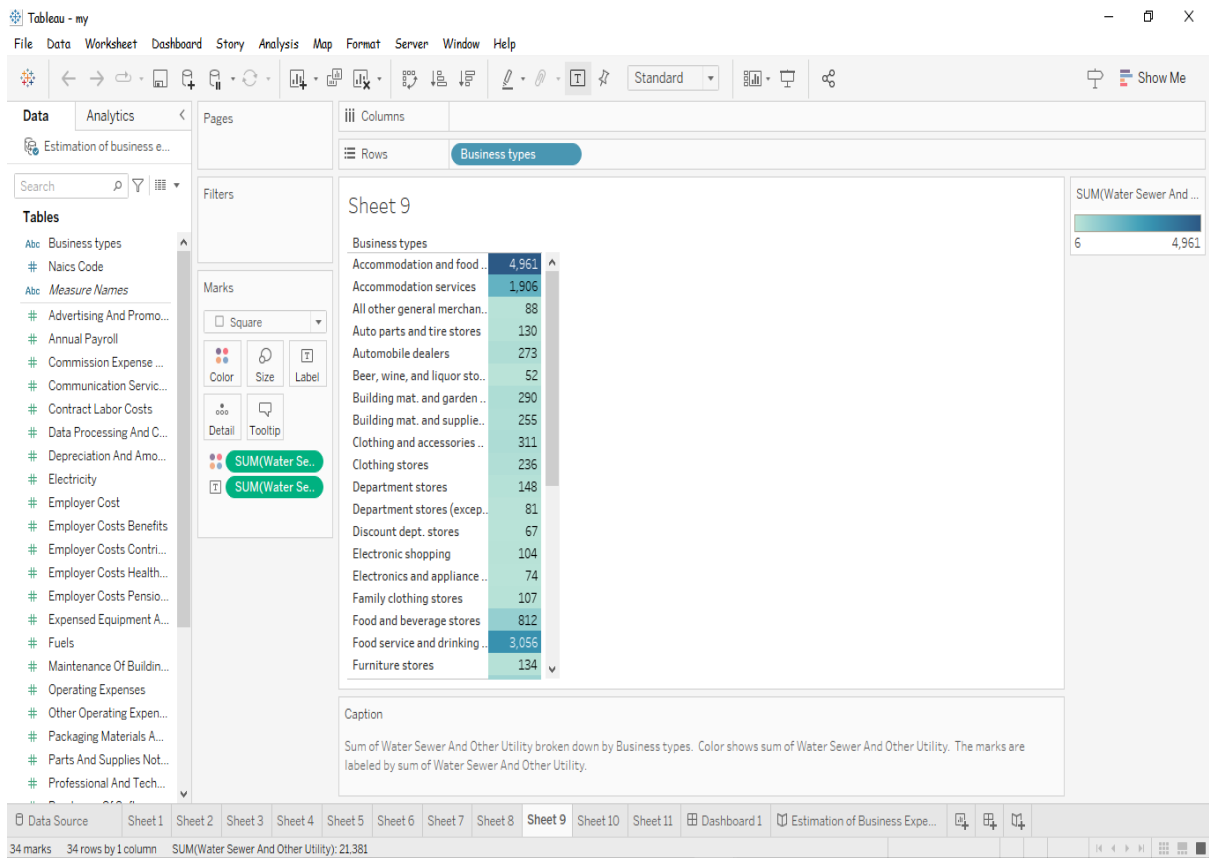 Tableau - my
File Data Worksheet Dashboard Story Analysis Map Format Server Window Help
Standard
Show Me
Data Analytics
Estimation of business e...
Search
Tables
Abc Business types
# Naics Code
Abc Measure Names
# Advertising And Promo...
# Annual Payroll
# Commission Expense ...
# Communication Servic...
# Contract Labor Costs
# Data Processing And C...
# Depreciation And Amo...
# Electricity
# Employer Cost
# Employer Costs Benefits
# Employer Costs Contri...
# Employer Costs Health...
# Employer Costs Pensio...
# Expensed Equipment A...
# Fuels
# Maintenance Of Buildin...
# Operating Expenses
# Other Operating Expen...
# Packaging Materials A...
# Parts And Supplies Not...
# Professional And Tech...
Pages
Filters
Marks
Square
Color Size Label
Detail Tooltip
SUM(Water Se..
SUM(Water Se..
Columns
Rows Business types
Sheet 9
Business types
Accommodation and food .. 4,961
Accommodation services 1,906
All other general merchan.. 88
Auto parts and tire stores 130
Automobile dealers 273
Beer, wine, and liquor sto.. 52
Building mat. and garden .. 290
Building mat. and supplie.. 255
Clothing and accessories .. 311
Clothing stores 236
Department stores 148
Department stores (excep.. 81
Discount dept. stores 67
Electronic shopping 104
Electronics and appliance .. 74
Family clothing stores 107
Food and beverage stores 812
Food service and drinking .. 3,056
Furniture stores 134
SUM(Water Sewer And ...
6 4,961
Caption
Sum of Water Sewer And Other Utility broken down by Business types. Color shows sum of Water Sewer And Other Utility. The marks are
labeled by sum of Water Sewer And Other Utility.
Data Source Sheet 1 Sheet 2 Sheet 3 Sheet 4 Sheet 5 Sheet 6 Sheet 7 Sheet 8 Sheet 9 Sheet 10 Sheet 11 Dashboard 1 Estimation of Business Expe...
34 marks 34 rows by 1 column SUM(Water Sewer And Other Utility): 21,381